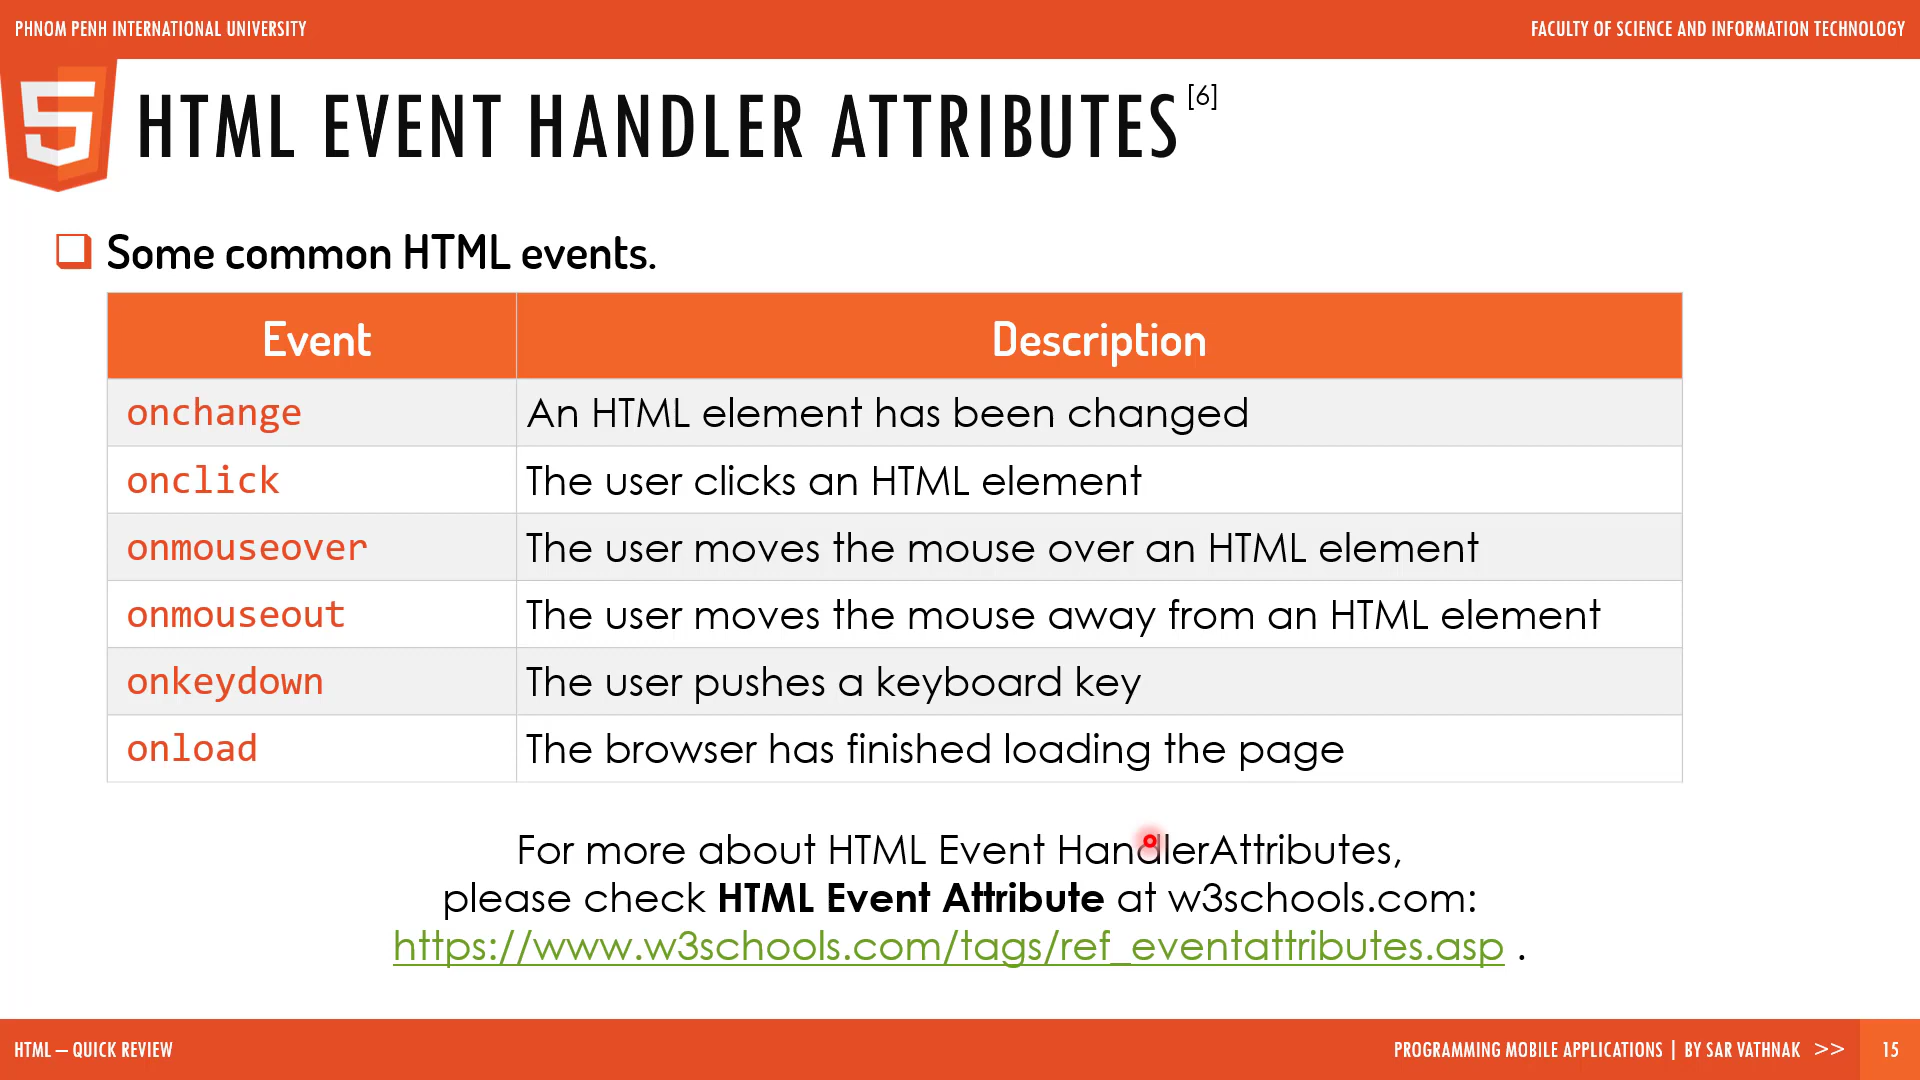 PHNOM PENH INTERNATIONAL UNIVERSITY
FACULTY OF SCIENCE AND INFORMATION TECHNOLOGY
5
HTML EVENT HANDLER ATTRIBUTES [6]
Some common HTML events.
Event Description
onchange An HTML element has been changed
onclick The user clicks an HTML element
onmouseover The user moves the mouse over an HTML element
onmouseout The user moves the mouse away from an HTML element
onkeydown The user pushes a keyboard key
onload The browser has finished loading the page
For more about HTML Event HandlerAttributes,
please check HTML Event Attribute at w3schools.com:
https://www.w3schools.com/tags/ref_eventattributes.asp .
HTML – QUICK REVIEW
PROGRAMMING MOBILE APPLICATIONS | BY SAR VATHNAK >> 15